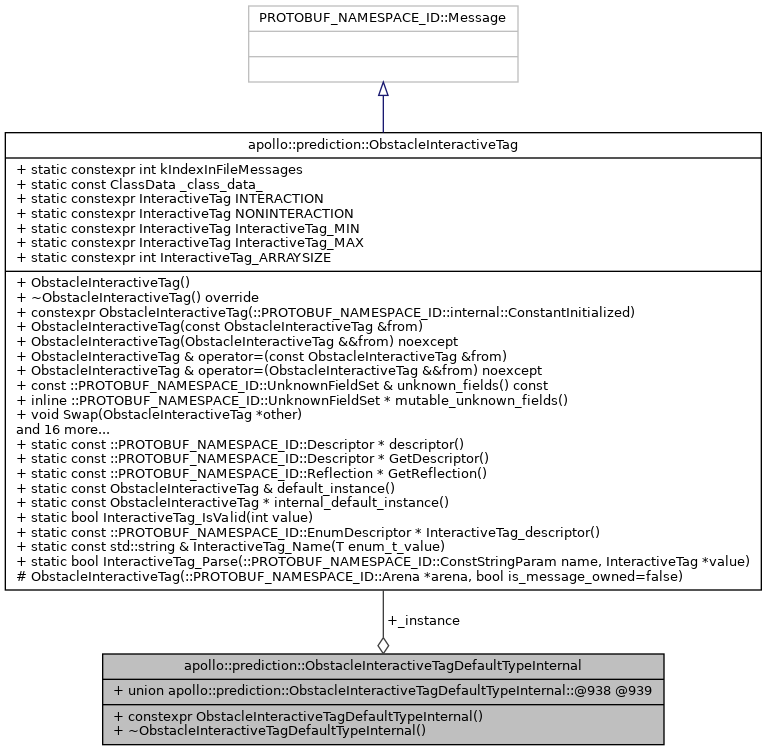 PROTOBUF_NAMESPACE_ID::Message
apollo::prediction::ObstacleInteractiveTag
+ static constexpr int kIndexInFileMessages
+ static const ClassData _class_data_
+ static constexpr InteractiveTag INTERACTION
+ static constexpr InteractiveTag NONINTERACTION
+ static constexpr InteractiveTag InteractiveTag_MIN
+ static constexpr InteractiveTag InteractiveTag_MAX
+ static constexpr int InteractiveTag_ARRAYSIZE
+ ObstacleInteractiveTag()
+ ~ObstacleInteractiveTag() override
+ constexpr ObstacleInteractiveTag(::PROTOBUF_NAMESPACE_ID::internal::ConstantInitialized)
+ ObstacleInteractiveTag(const ObstacleInteractiveTag &from)
+ ObstacleInteractiveTag(ObstacleInteractiveTag &&from) noexcept
+ ObstacleInteractiveTag & operator=(const ObstacleInteractiveTag &from)
+ ObstacleInteractiveTag & operator=(ObstacleInteractiveTag &&from) noexcept
+ const ::PROTOBUF_NAMESPACE_ID::UnknownFieldSet & unknown_fields() const
+ inline ::PROTOBUF_NAMESPACE_ID::UnknownFieldSet * mutable_unknown_fields()
+ void Swap(ObstacleInteractiveTag *other)
and 16 more...
+ static const ::PROTOBUF_NAMESPACE_ID::Descriptor * descriptor()
+ static const ::PROTOBUF_NAMESPACE_ID::Descriptor * GetDescriptor()
+ static const ::PROTOBUF_NAMESPACE_ID::Reflection * GetReflection()
+ static const ObstacleInteractiveTag & default_instance()
+ static const ObstacleInteractiveTag * internal_default_instance()
+ static bool InteractiveTag_IsValid(int value)
+ static const ::PROTOBUF_NAMESPACE_ID::EnumDescriptor * InteractiveTag_descriptor()
+ static const std::string & InteractiveTag_Name(T enum_t_value)
+ static bool InteractiveTag_Parse(::PROTOBUF_NAMESPACE_ID::ConstStringParam name, InteractiveTag *value)
# ObstacleInteractiveTag(::PROTOBUF_NAMESPACE_ID::Arena *arena, bool is_message_owned=false)
+_instance
apollo::prediction::ObstacleInteractiveTagDefaultTypeInternal
+ union apollo::prediction::ObstacleInteractiveTagDefaultTypeInternal::@938 @939
+ constexpr ObstacleInteractiveTagDefaultTypeInternal()
+ ~ObstacleInteractiveTagDefaultTypeInternal()